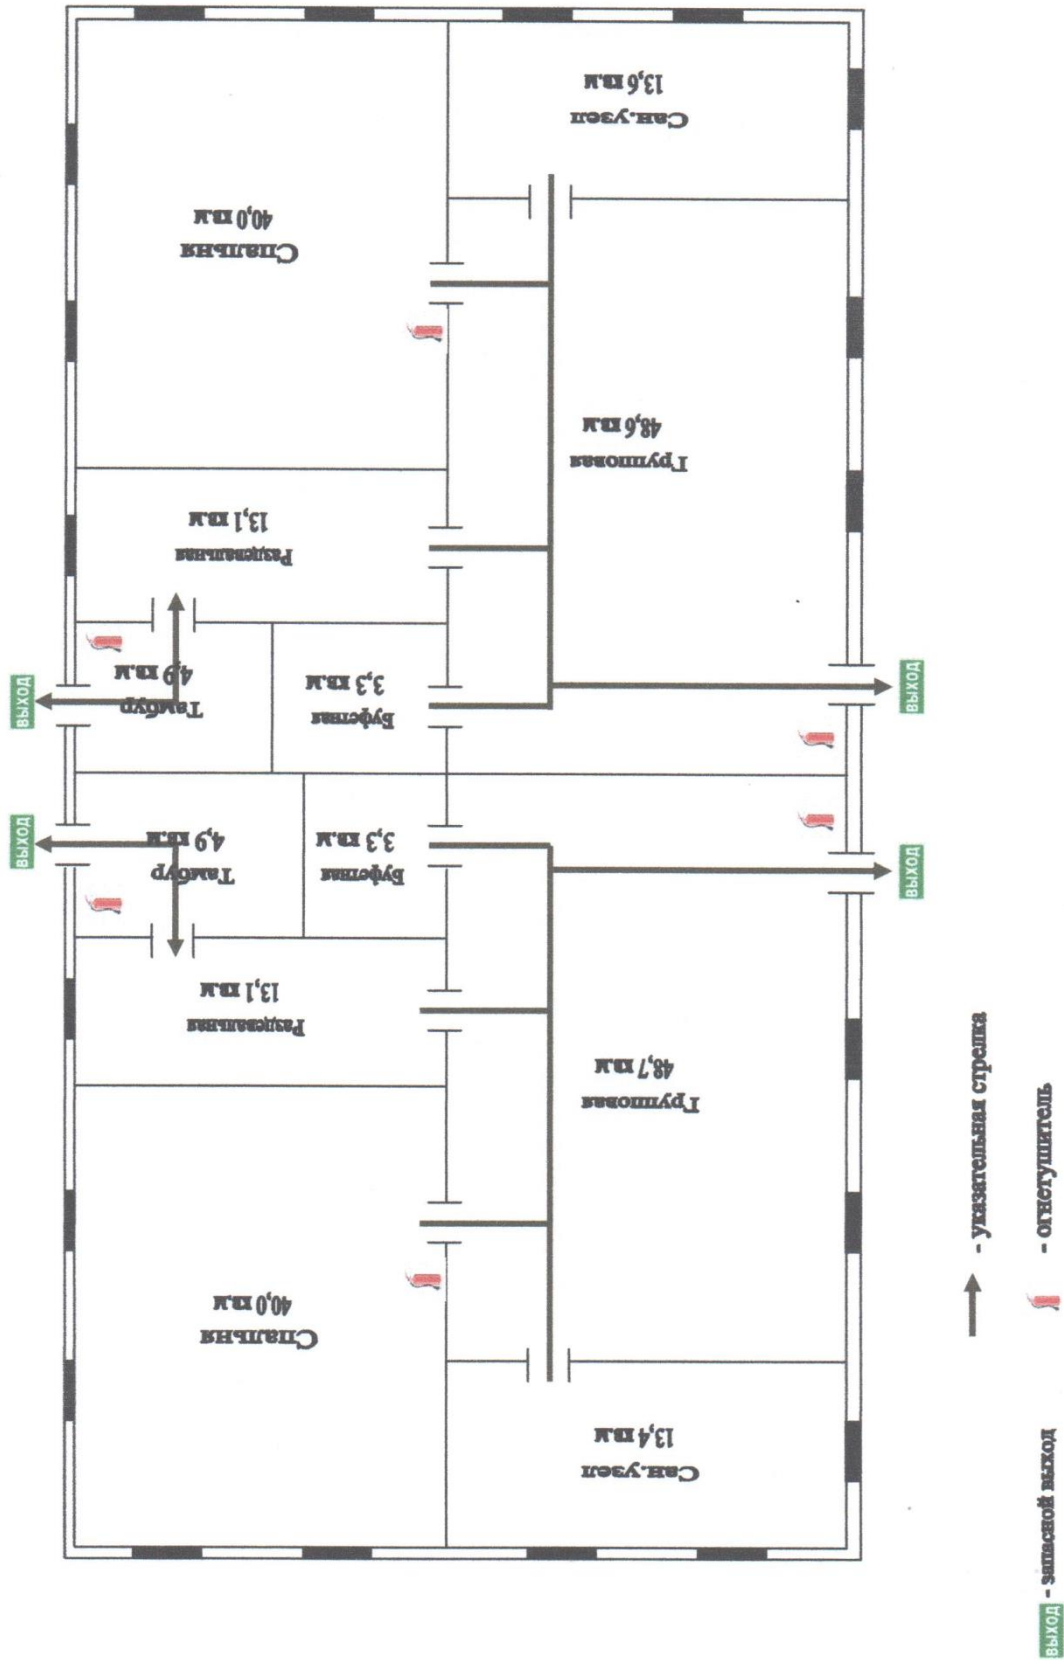 Сан.узел
13,6 кв.м
Спальня
40,0 кв.м
Групповая
48,6 кв.м
Раздевальная
13,1 кв.м
Тамбур
4,9 кв.м
Буфетная
3,3 кв.м
ВЫХОД
ВЫХОД
ВЫХОД
ВЫХОД
Тамбур
4,9 кв.м
Буфетная
3,3 кв.м
Раздевальная
13,1 кв.м
Групповая
48,7 кв.м
Спальня
40,0 кв.м
Сан.узел
13,4 кв.м
- указательная стрелка
- огнетушитель
ВЫХОД - запасной выход